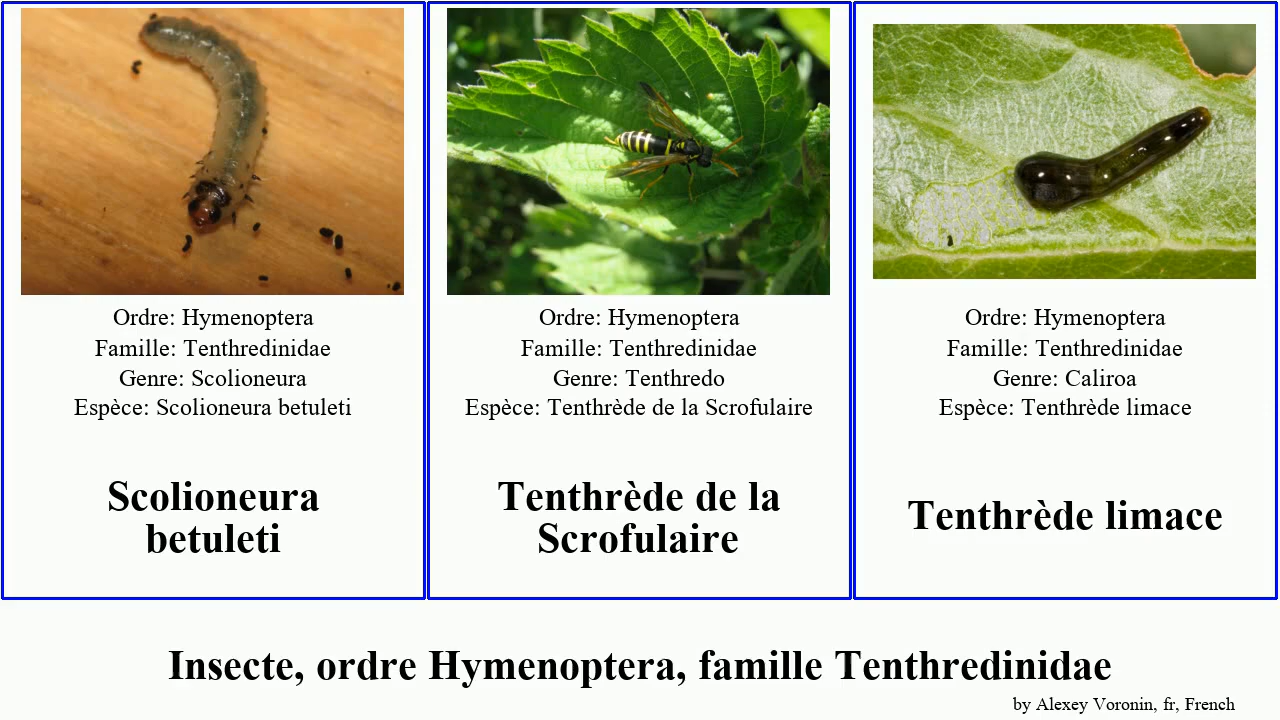 Ordre: Hymenoptera
Famille: Tenthredinidae
Genre: Scolioneura
Espèce: Scolioneura betuleti
Scolioneura
betuleti
Ordre: Hymenoptera
Famille: Tenthredinidae
Genre: Tenthredo
Espèce: Tenthrède de la Scrofulaire
Tenthrède de la
Scrofulaire
Ordre: Hymenoptera
Famille: Tenthredinidae
Genre: Caliroa
Espèce: Tenthrède limace
Tenthrède limace
Insecte, ordre Hymenoptera, famille Tenthredinidae
by Alexey Voronin, fr, French